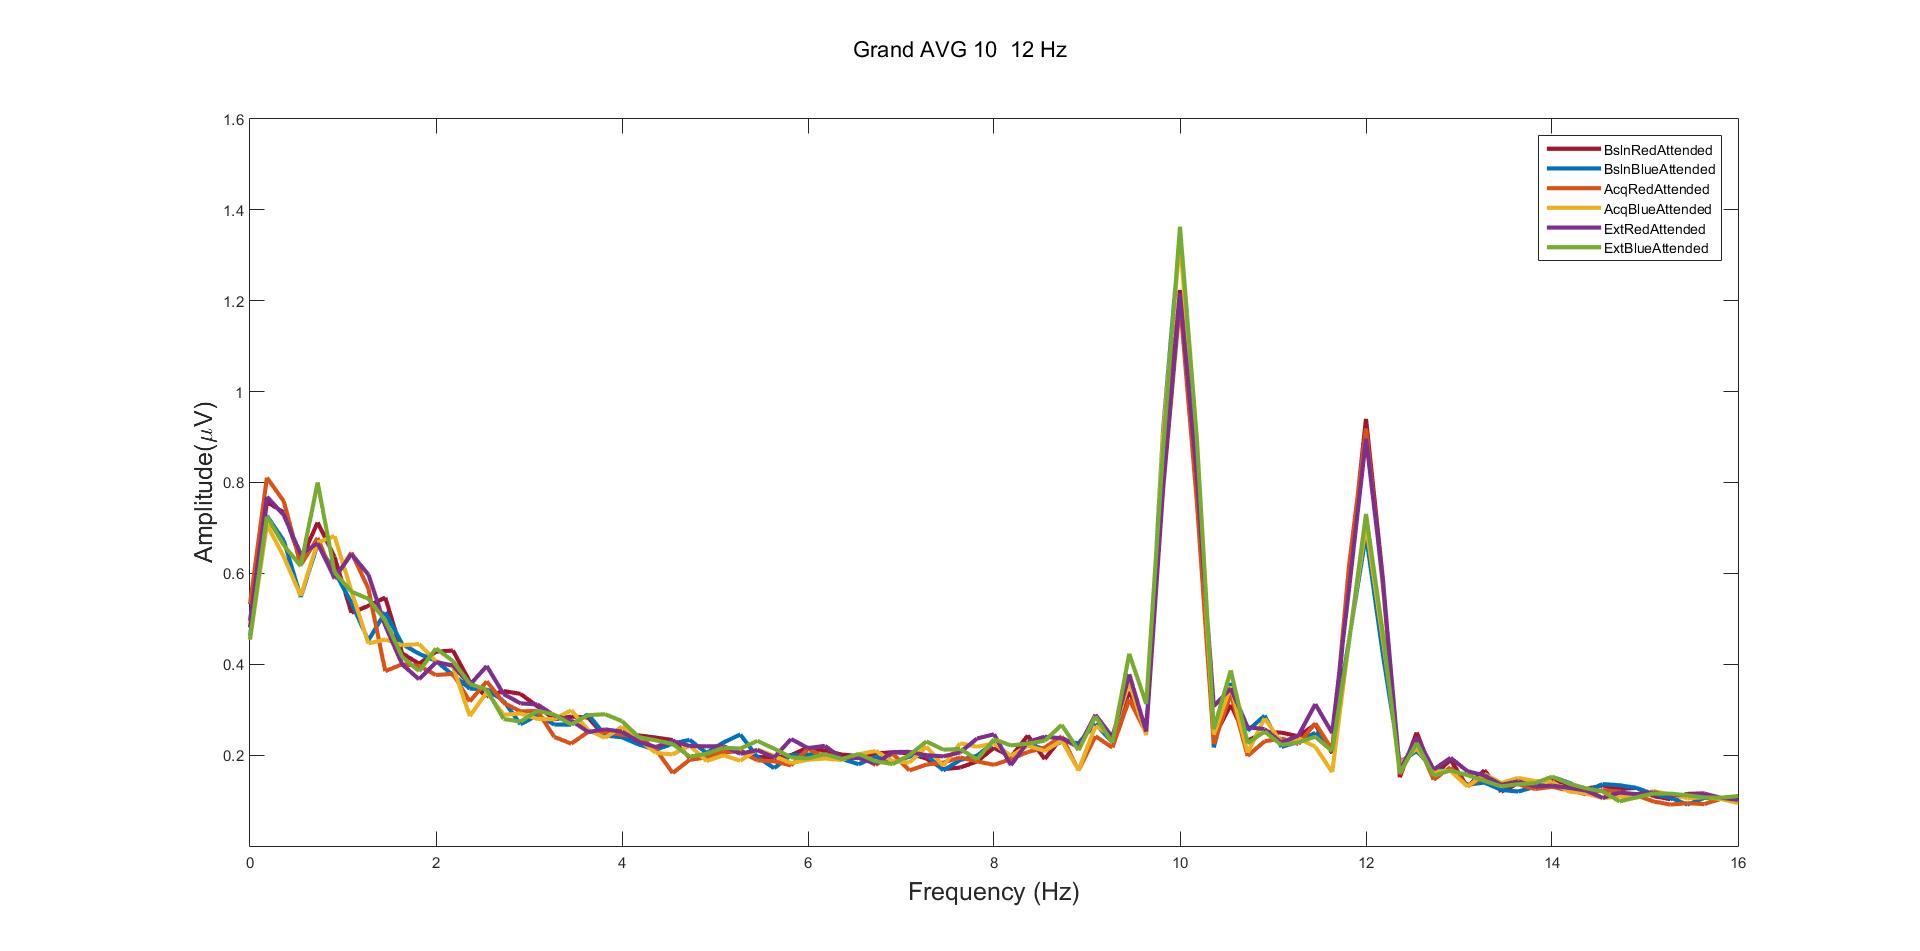 Grand AVG 10  12 Hz
1.6
1.4
1.2
1
0.8
0.6
0.4
0.2
Amplitude(μV)
BslnRedAttended
BslnBlueAttended
AcqRedAttended
AcqBlueAttended
ExtRedAttended
ExtBlueAttended
0 2 4 6 8 10 12 14 16
Frequency (Hz)